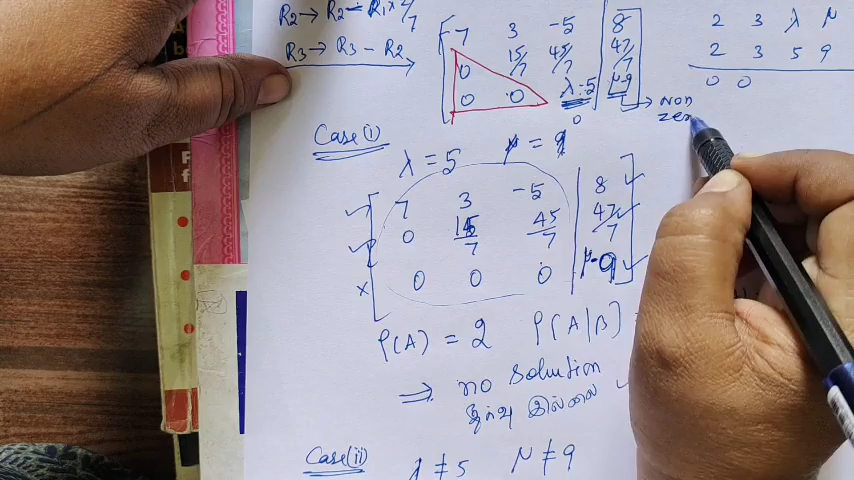 R2 → R2 - R1 × 2/7
R3 → R3 - R2
7 3 -5 8
0 15/7 45/7 47/7
0 0 λ-5 μ-9
0
→ non
zer
2 3 λ μ
2 3 5 9
0 0
Case (i)
λ = 5 μ = 9
7 3 -5 8
0 15/7 45/7 47/7
0 0 0 μ-9
ρ(A) = 2 ρ(A|B) =
⇒ no solution
இல்லை
Case (ii)
λ ≠ 5 μ ≠ 9